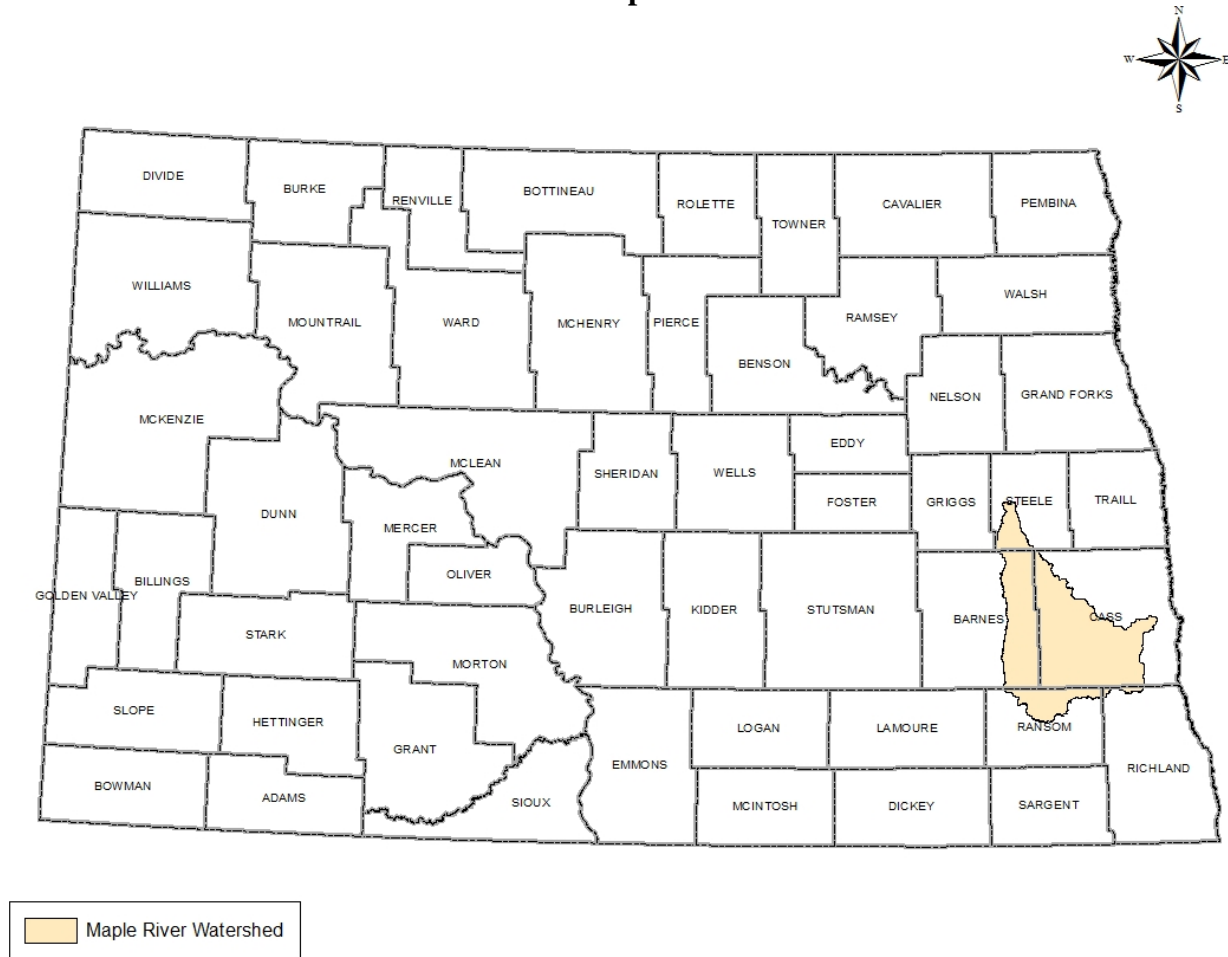 N
W
E
S
DIVIDE
BURKE
RENVILLE
BOTTINEAU
ROLETTE
TOWNER
CAVALIER
PEMBINA
WILLIAMS
MOUNTRAIL
WARD
MCHENRY
PIERCE
BENSON
RAMSEY
WALSH
NELSON
GRAND FORKS
MCKENZIE
DUNN
MCLEAN
MERCER
OLIVER
SHERIDAN
WELLS
EDDY
FOSTER
GRIGGS
STEELE
TRAILL
GOLDEN VALLEY
BILLINGS
STARK
MORTON
BURLEIGH
KIDDER
STUTSMAN
BARNES
CASS
SLOPE
HETTINGER
GRANT
BOWMAN
ADAMS
SIOUX
EMMONS
LOGAN
LAMOURE
RANSOM
RICHLAND
MCINTOSH
DICKEY
SARGENT
Maple River Watershed